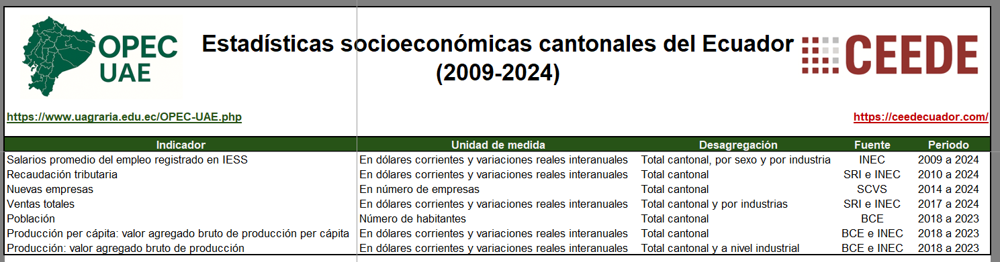 OPEC
UAE
Estadísticas socioeconómicas cantonales del Ecuador
(2009-2024)
CEEDE
https://www.uagraria.edu.ec/OPEC-UAE.php https://ceedecuador.com/
Indicador Unidad de medida Desagregación Fuente Periodo
Salarios promedio del empleo registrado en IESS En dólares corrientes y variaciones reales interanuales Total cantonal, por sexo y por industria INEC 2009 a 2024
Recaudación tributaria En dólares corrientes y variaciones reales interanuales Total cantonal SRI e INEC 2010 a 2024
Nuevas empresas En número de empresas Total cantonal SCVS 2014 a 2024
Ventas totales En dólares corrientes y variaciones reales interanuales Total cantonal y por industrias SRI e INEC 2017 a 2024
Población Número de habitantes Total cantonal BCE 2018 a 2023
Producción per cápita: valor agregado bruto de producción per cápita En dólares corrientes y variaciones reales interanuales Total cantonal BCE e INEC 2018 a 2023
Producción: valor agregado bruto de producción En dólares corrientes y variaciones reales interanuales Total cantonal y a nivel industrial BCE e INEC 2018 a 2023